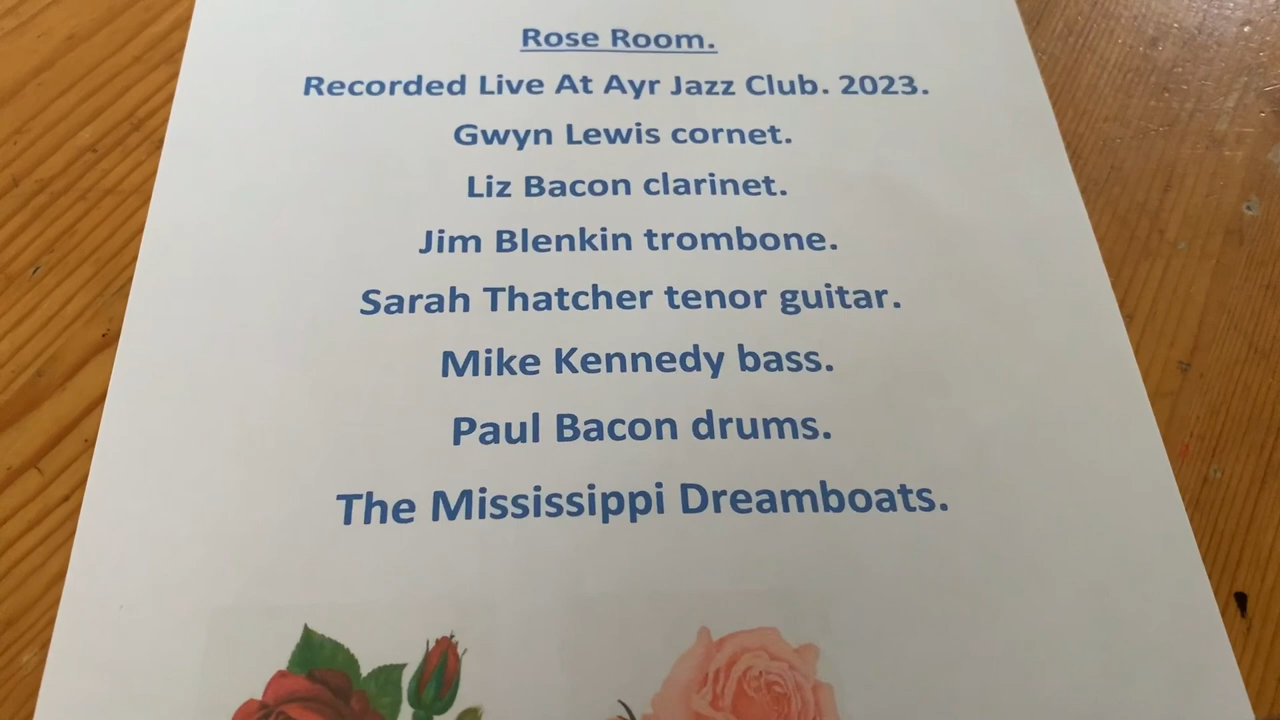 Rose Room.
Recorded Live At Ayr Jazz Club. 2023.
Gwyn Lewis cornet.
Liz Bacon clarinet.
Jim Blenkin trombone.
Sarah Thatcher tenor guitar.
Mike Kennedy bass.
Paul Bacon drums.
The Mississippi Dreamboats.